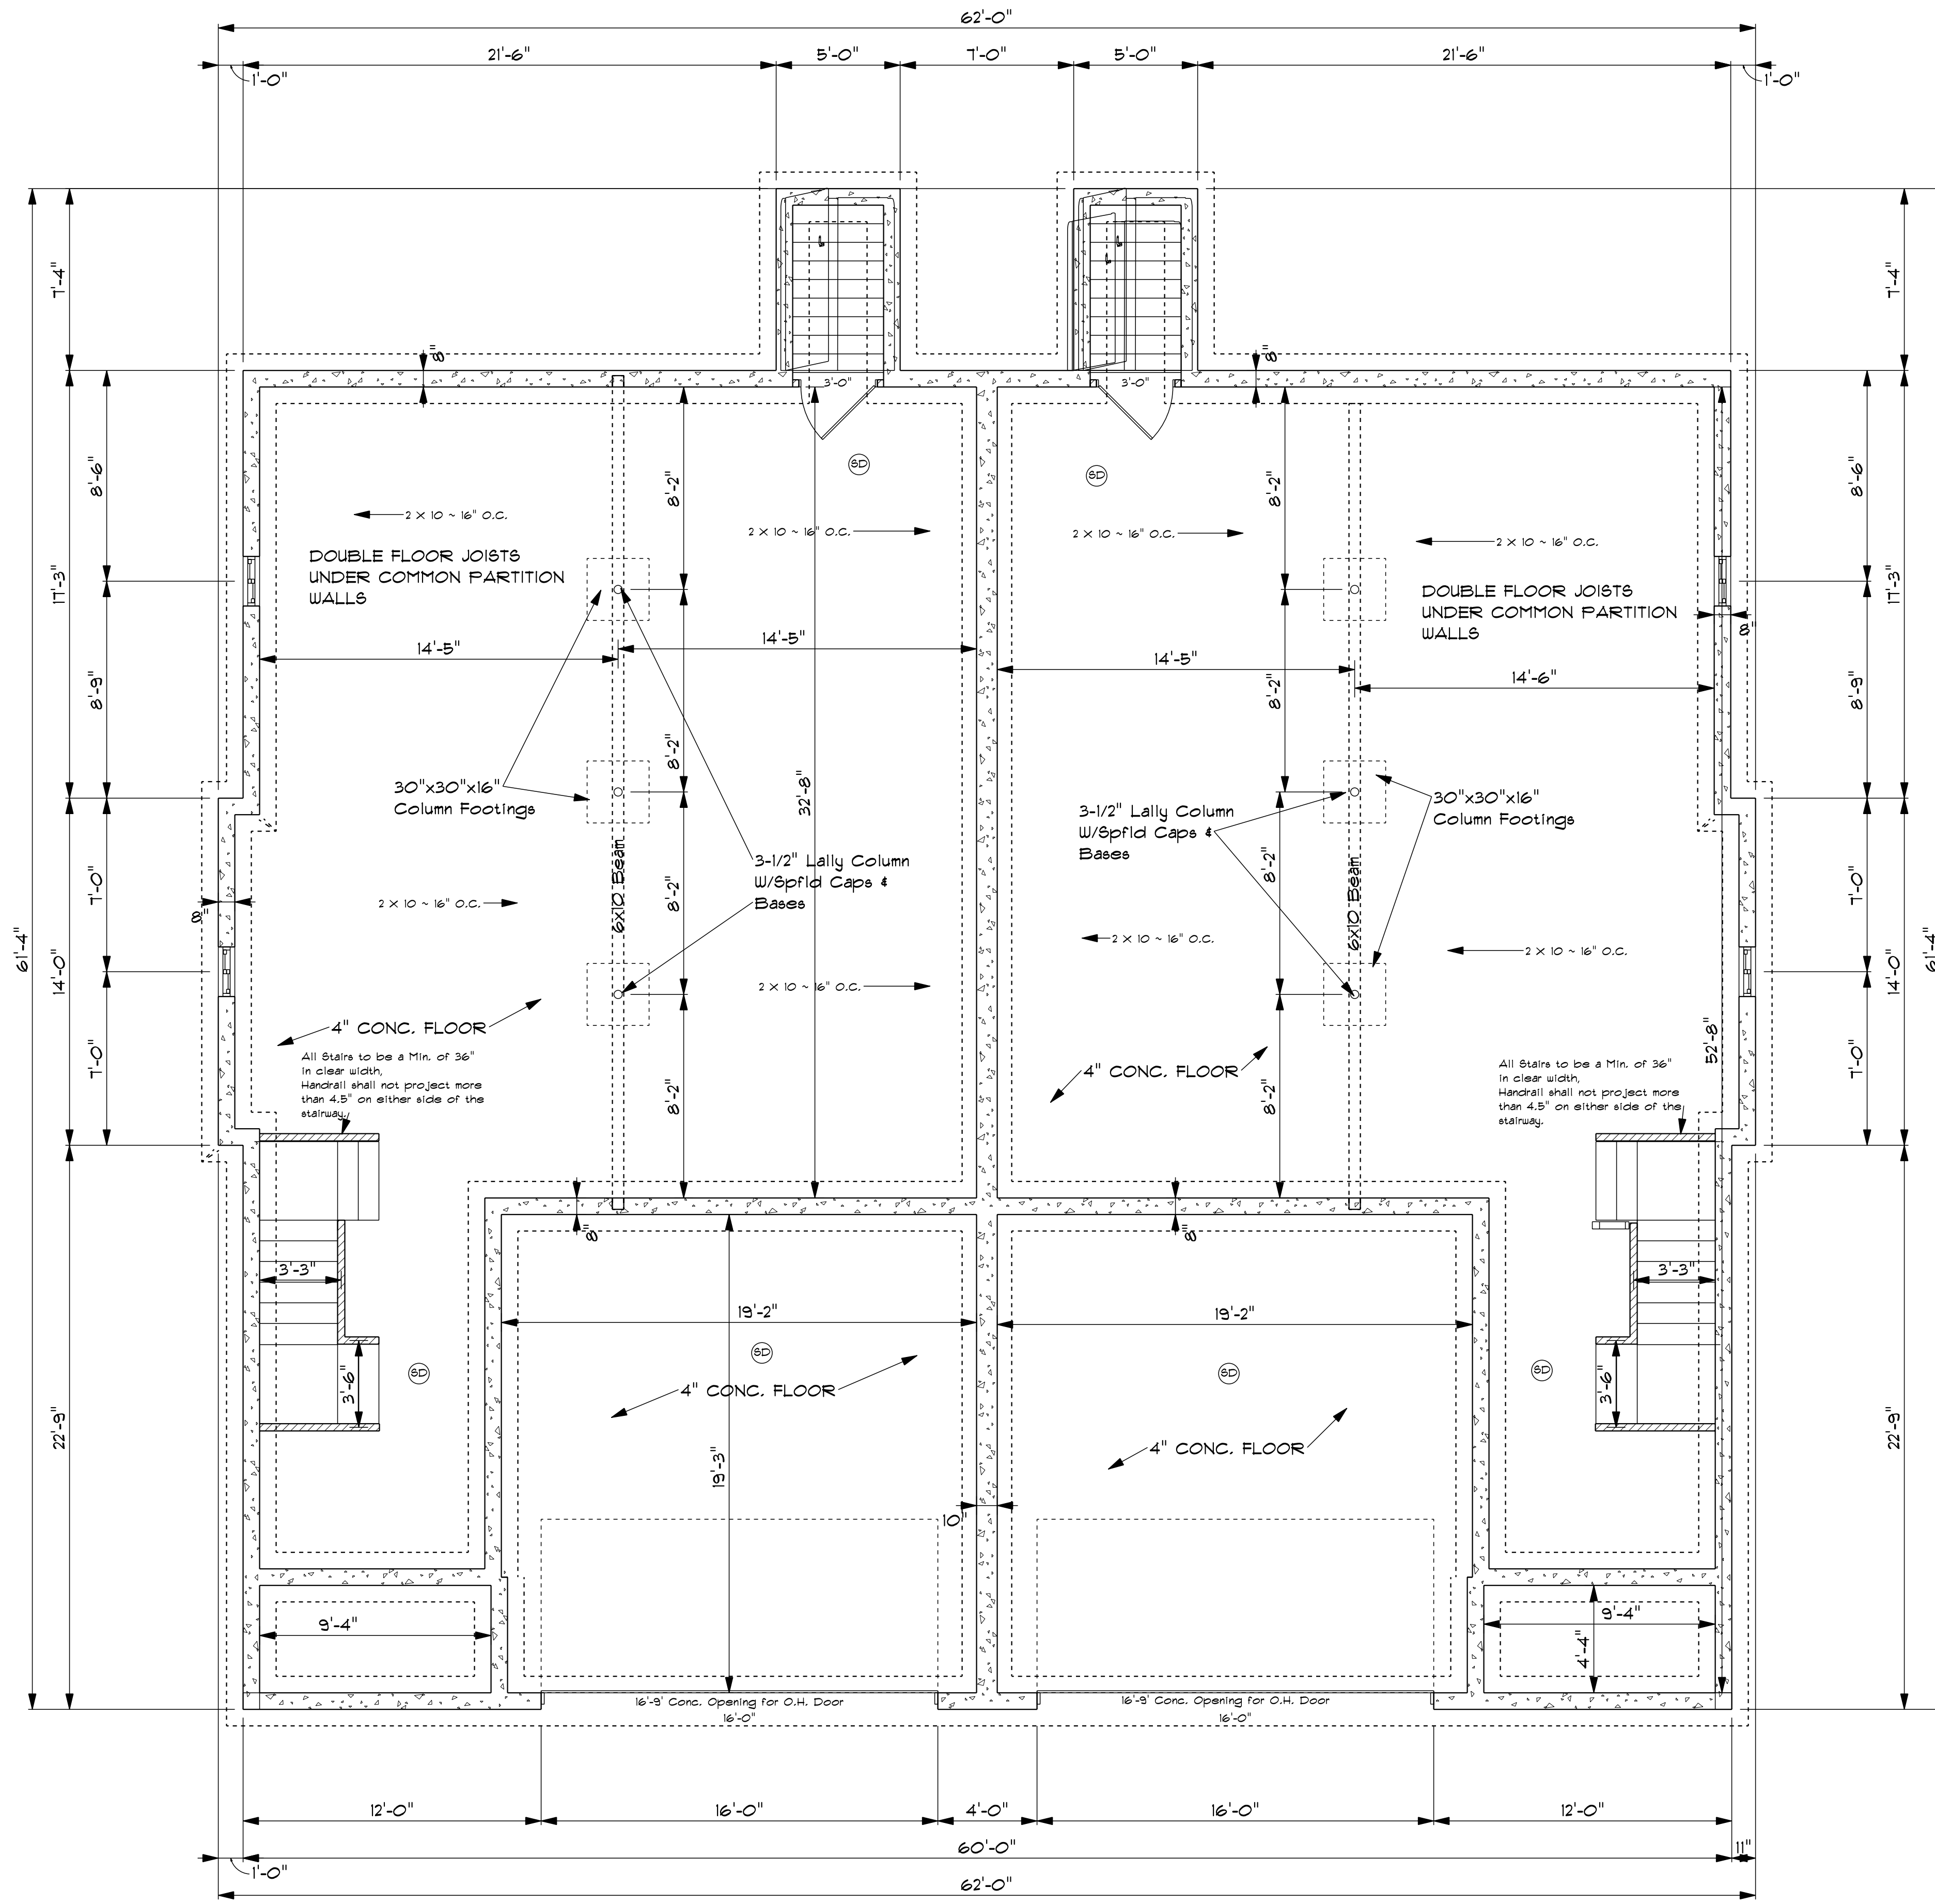 62'-0"
21'-6"
5'-0"
7'-0"
5'-0"
21'-6"
1'-0"
1'-0"
7'-4"
7'-4"
6
6
6
8"
8"
3'-0"
3'-0"
SD
SD
8'-6"
8'-2"
8'-2"
8'-6"
2 X 10 ~ 16" O.C.
2 X 10 ~ 16" O.C.
2 X 10 ~ 16" O.C.
2 X 10 ~ 16" O.C.
DOUBLE FLOOR JOISTS
UNDER COMMON PARTITION
WALLS
DOUBLE FLOOR JOISTS
UNDER COMMON PARTITION
WALLS
17'-3"
17'-3"
8"
14'-5"
14'-5"
14'-5"
14'-6"
8'-9"
8'-2"
8'-2"
8'-9"
32'-8"
30"x30"x16"
Column Footings
30"x30"x16"
Column Footings
3-1/2" Lally Column
W/Spfld Caps &
Bases
3-1/2" Lally Column
W/Spfld Caps &
Bases
6x10 Beam
6x10 Beam
7'-0"
8'-2"
8'-2"
7'-0"
8"
2 X 10 ~ 16" O.C.
2 X 10 ~ 16" O.C.
2 X 10 ~ 16" O.C.
2 X 10 ~ 16" O.C.
61'-4"
14'-0"
14'-0"
61'-4"
4" CONC. FLOOR
4" CONC. FLOOR
All Stairs to be a Min. of 36"
in clear width,
Handrail shall not project more
than 4.5" on either side of the
stairway.
All Stairs to be a Min. of 36"
in clear width,
Handrail shall not project more
than 4.5" on either side of the
stairway.
7'-0"
8'-2"
8'-2"
52'-8"
7'-0"
8"
8"
3'-3"
3'-3"
19'-2"
19'-2"
SD
SD
SD
SD
3'-6"
3'-6"
4" CONC. FLOOR
4" CONC. FLOOR
22'-9"
22'-9"
19'-3"
10"
9'-4"
9'-4"
4'-4"
16'-9' Conc. Opening for O.H. Door
16'-0"
16'-9' Conc. Opening for O.H. Door
16'-0"
12'-0"
16'-0"
4'-0"
16'-0"
12'-0"
60'-0"
11"
1'-0"
62'-0"